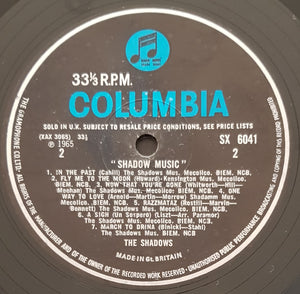 33⅓ R.P.M.
COLUMBIA
SOLD IN U.K. SUBJECT TO RESALE PRICE CONDITIONS, SEE PRICE LISTS
(XAX 3065) 33⅓
℗ 1965
2
SX 6041
2
"SHADOW MUSIC"
1. IN THE PAST (Cahill) The Shadows Mus. Mecolico. BIEM. NCB.
2. FLY ME TO THE MOON (Howard)-Kensington Mus. Mecolico.
BIEM. NCB. 3. NOW THAT YOU'RE GONE (Whitworth-Hill-
Meehan) The Shadows Mus. Mecolico. BIEM. NCB. 4. ONE
WAY TO LOVE (Arnold-Martin-Morrow) Hamadan. Mecolico.
BIEM. NCB. 5. RAZZMATAZ (Rostill-Marvin-
Bennett) The Shadows Mus. Mecolico. BIEM. NCB.
6. A SIGH (Un Sospero) (Liszt-Arr. Paramor)
The Shadows Mus. Mecolico. BIEM. NCB.
7. MARCH TO DRINA (Binicki-Stahl)
The Shadows Mus. BIEM. NCB
THE SHADOWS
MADE IN Gt. BRITAIN
THE GRAMOPHONE CO. LTD. ALL RIGHTS OF THE MANUFACTURER AND OF THE OWNER OF THE RECORDED WORK RESERVED. UNAUTHORISED PUBLIC PERFORMANCE BROADCASTING AND COPYING OF THIS RECORD PROHIBITED